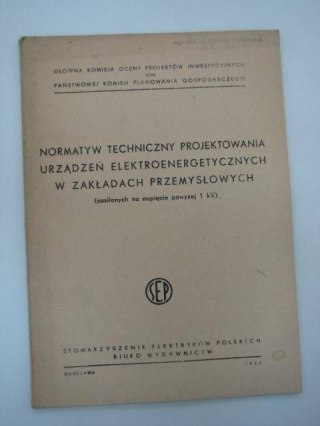 GŁÓWNA KOMISJA OCENY PROJEKTÓW INWESTYCYJNYCH
PRZY
PAŃSTWOWEJ KOMISJI PLANOWANIA GOSPODARCZEGO
NORMATYW TECHNICZNY PROJEKTOWANIA
URZĄDZEŃ ELEKTROENERGETYCZNYCH
W ZAKŁADACH PRZEMYSŁOWYCH
(zasilanych na napięcie powyżej 1 kV)
SEP
STOWARZYSZENIE ELEKTRYKÓW POLSKICH
BIURO WYDAWNICTW
WARSZAWA